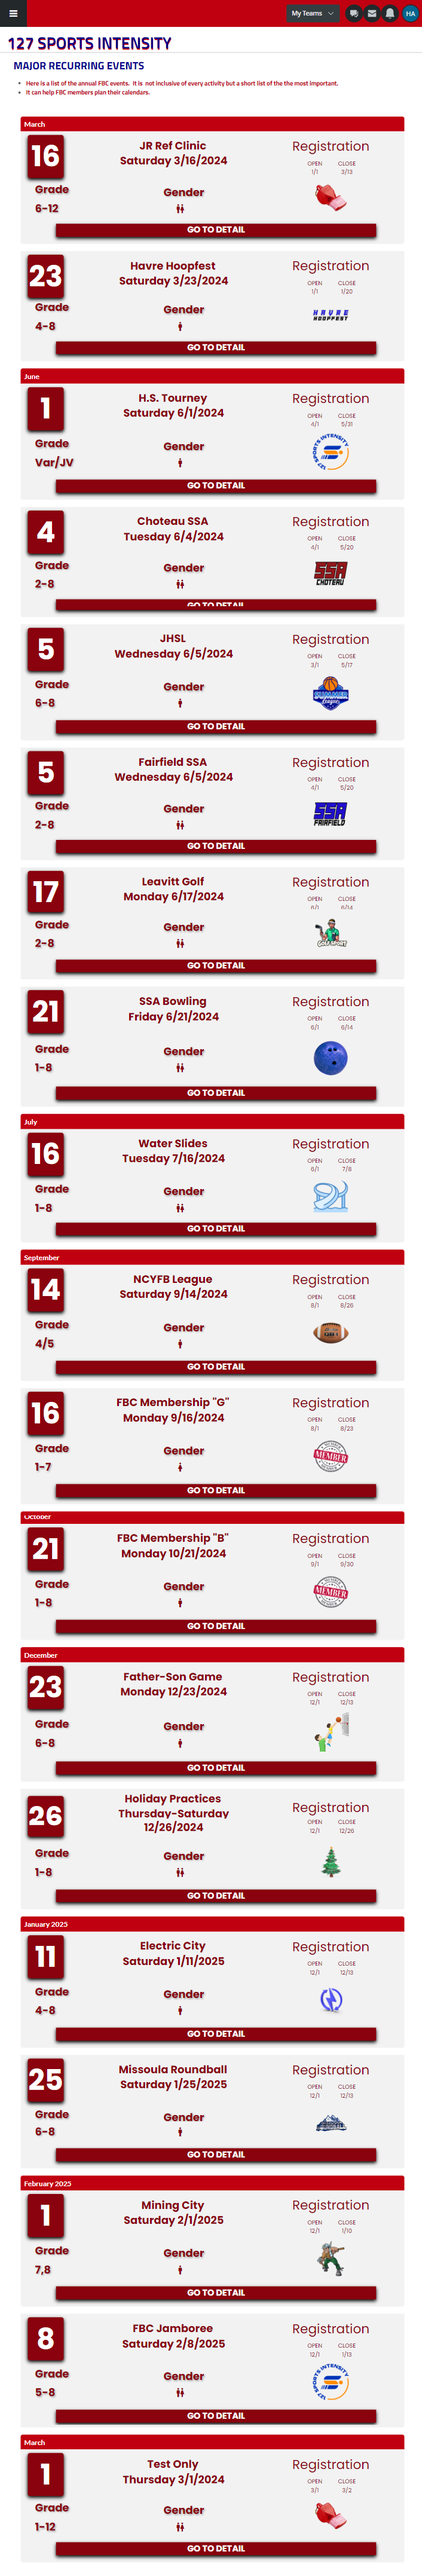 My Teams
HA
127 SPORTS INTENSITY
MAJOR RECURRING EVENTS
Here is a list of the annual FBC events. It is not inclusive of every activity but a short list of the the most important.
It can help FBC members plan their calendars.
March
16
JR Ref Clinic
Saturday 3/16/2024
Registration
OPEN CLOSE
1/1 3/13
Grade
6-12
Gender
GO TO DETAIL
23
Havre Hoopfest
Saturday 3/23/2024
Registration
OPEN CLOSE
1/1 1/20
Grade
4-8
Gender
HAVRE
HOOPFEST
GO TO DETAIL
June
1
H.S. Tourney
Saturday 6/1/2024
Registration
OPEN CLOSE
4/1 5/31
Grade
Var/JV
Gender
127 SPORTS INTENSITY
GO TO DETAIL
4
Choteau SSA
Tuesday 6/4/2024
Registration
OPEN CLOSE
4/1 5/20
Grade
2-8
Gender
SSA
CHOTEAU
GO TO DETAIL
5
JHSL
Wednesday 6/5/2024
Registration
OPEN CLOSE
3/1 5/17
Grade
6-8
Gender
GO TO DETAIL
5
Fairfield SSA
Wednesday 6/5/2024
Registration
OPEN CLOSE
4/1 5/20
Grade
2-8
Gender
SSA
FAIRFIELD
GO TO DETAIL
17
Leavitt Golf
Monday 6/17/2024
Registration
OPEN CLOSE
6/1 6/14
Grade
2-8
Gender
GO TO DETAIL
21
SSA Bowling
Friday 6/21/2024
Registration
OPEN CLOSE
6/1 6/14
Grade
1-8
Gender
GO TO DETAIL
July
16
Water Slides
Tuesday 7/16/2024
Registration
OPEN CLOSE
6/1 7/8
Grade
1-8
Gender
GO TO DETAIL
September
14
NCYFB League
Saturday 9/14/2024
Registration
OPEN CLOSE
8/1 8/26
Grade
4/5
Gender
GO TO DETAIL
16
FBC Membership "G"
Monday 9/16/2024
Registration
OPEN CLOSE
8/1 8/23
Grade
1-7
Gender
MEMBER
GO TO DETAIL
October
21
FBC Membership "B"
Monday 10/21/2024
Registration
OPEN CLOSE
9/1 9/30
Grade
1-8
Gender
MEMBER
GO TO DETAIL
December
23
Father-Son Game
Monday 12/23/2024
Registration
OPEN CLOSE
12/1 12/13
Grade
6-8
Gender
GO TO DETAIL
26
Holiday Practices
Thursday-Saturday
12/26/2024
Registration
OPEN CLOSE
12/1 12/26
Grade
1-8
Gender
GO TO DETAIL
January 2025
11
Electric City
Saturday 1/11/2025
Registration
OPEN CLOSE
12/1 12/13
Grade
4-8
Gender
GO TO DETAIL
25
Missoula Roundball
Saturday 1/25/2025
Registration
OPEN CLOSE
12/1 12/13
Grade
6-8
Gender
GO TO DETAIL
February 2025
1
Mining City
Saturday 2/1/2025
Registration
OPEN CLOSE
12/1 1/10
Grade
7,8
Gender
GO TO DETAIL
8
FBC Jamboree
Saturday 2/8/2025
Registration
OPEN CLOSE
12/1 1/13
Grade
5-8
Gender
127 SPORTS INTENSITY
GO TO DETAIL
March
1
Test Only
Thursday 3/1/2024
Registration
OPEN CLOSE
3/1 3/2
Grade
1-12
Gender
GO TO DETAIL